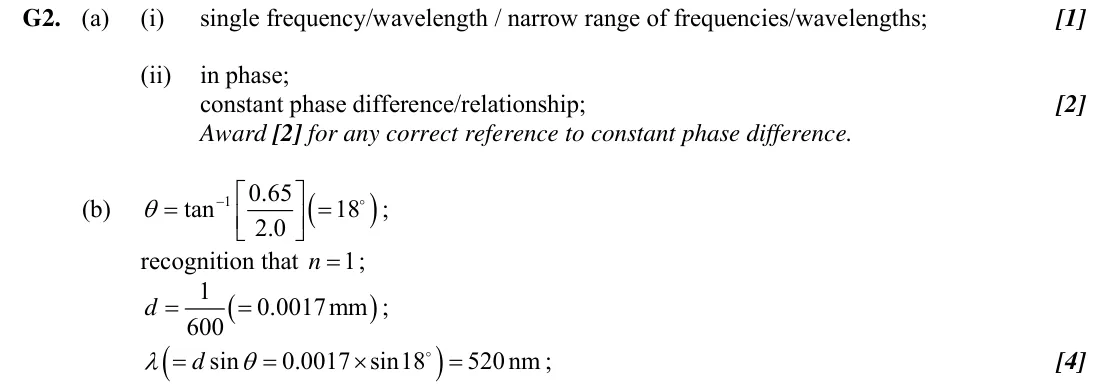 G2. (a) (i) single frequency/wavelength / narrow range of frequencies/wavelengths; [1]
(ii) in phase;
constant phase difference/relationship; [2]
Award [2] for any correct reference to constant phase difference.
(b) θ = tan⁻¹[0.65/2.0](= 18°);
recognition that n = 1;
d = 1/600 (= 0.0017 mm);
λ(= d sin θ = 0.0017 × sin 18°) = 520 nm; [4]